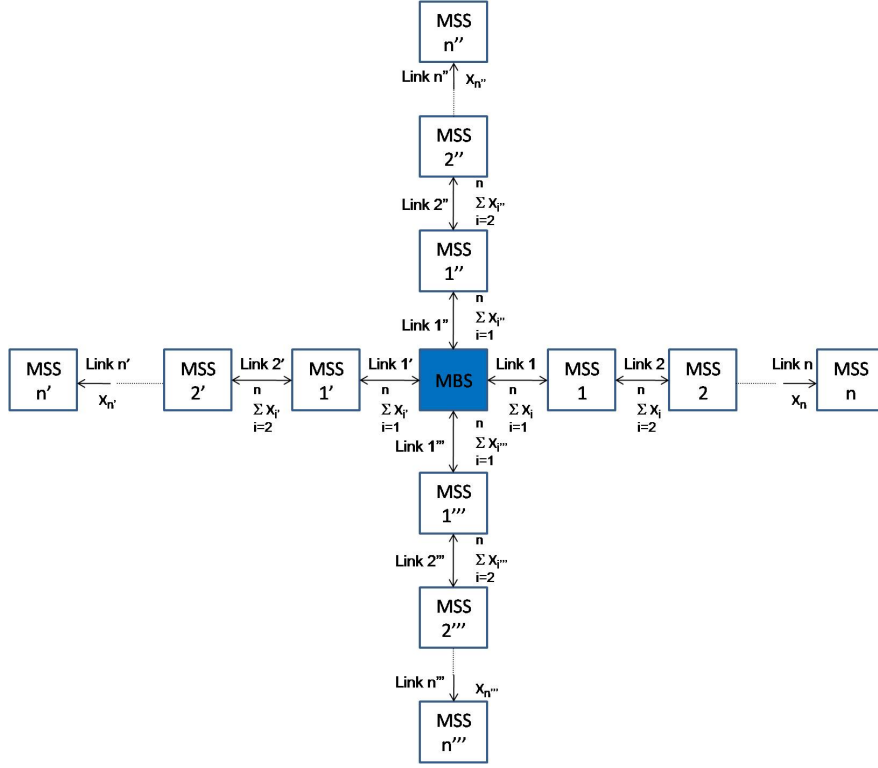 MSS
n''
Link n"
Xn"
MSS
2''
Link 2"
n
Σ Xi"
i=2
MSS
1''
Link 1"
n
Σ Xi"
i=1
MSS
n'
Link n'
Xn'
MSS
2'
Link 2'
n
Σ Xi'
i=2
MSS
1'
Link 1'
n
Σ Xi'
i=1
MBS
Link 1
n
Σ Xi
i=1
MSS
1
Link 2
n
Σ Xi
i=2
MSS
2
Link n
Xn
MSS
n
Link 1'''
n
Σ Xi'''
i=1
MSS
1'''
Link 2'''
n
Σ Xi'''
i=2
MSS
2'''
Link n'''
Xn'''
MSS
n'''